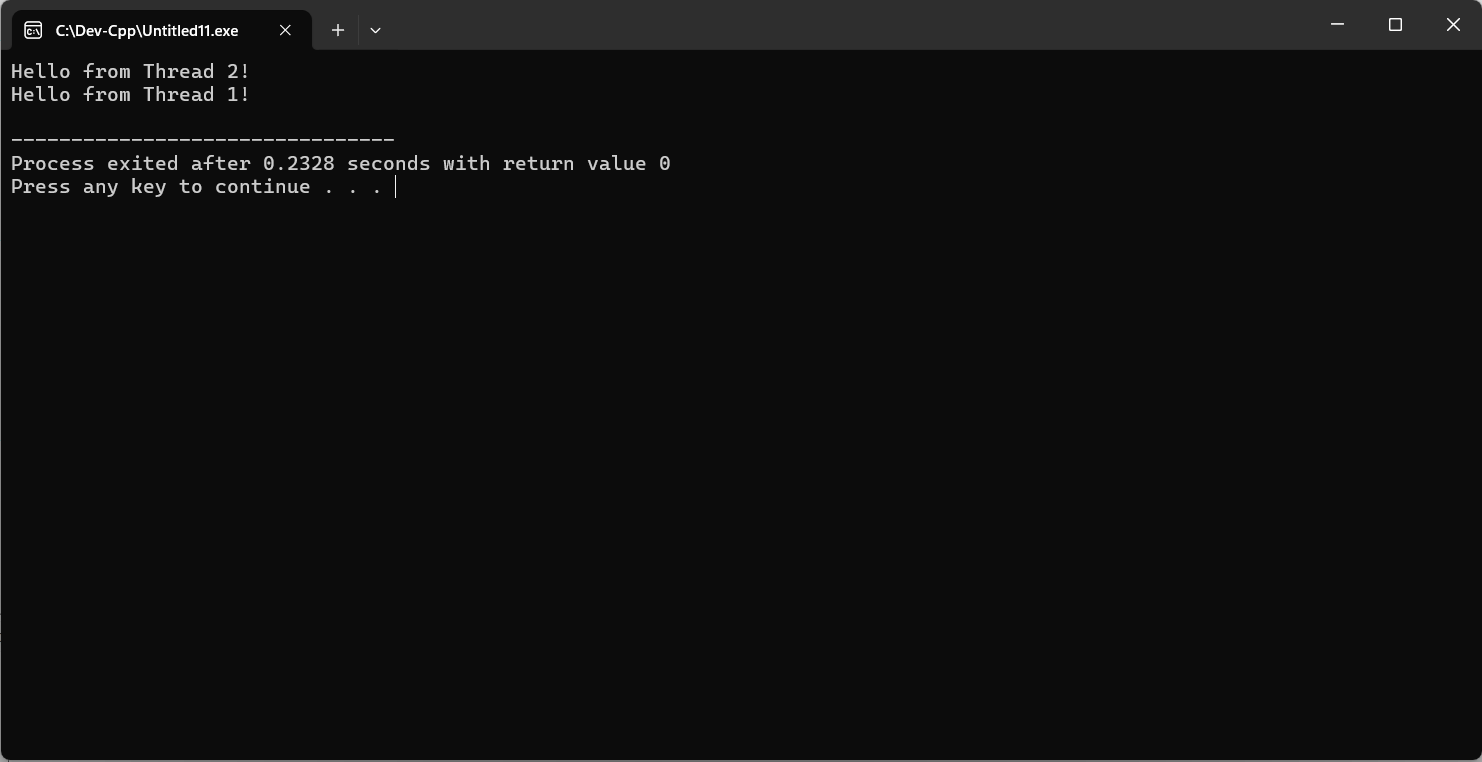 C:\Dev-Cpp\Untitled11.exe
Hello from Thread 2!
Hello from Thread 1!
--------------------------------
Process exited after 0.2328 seconds with return value 0
Press any key to continue . . .